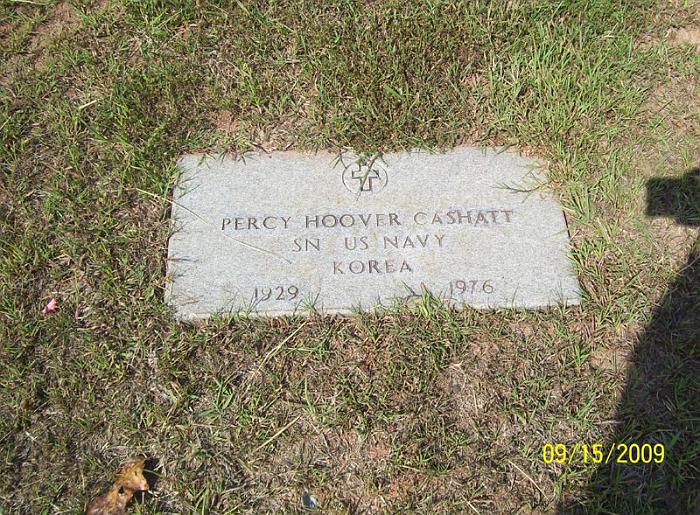 PERCY HOOVER CASHATT
SN US NAVY
KOREA
1929 1976
09/15/2009